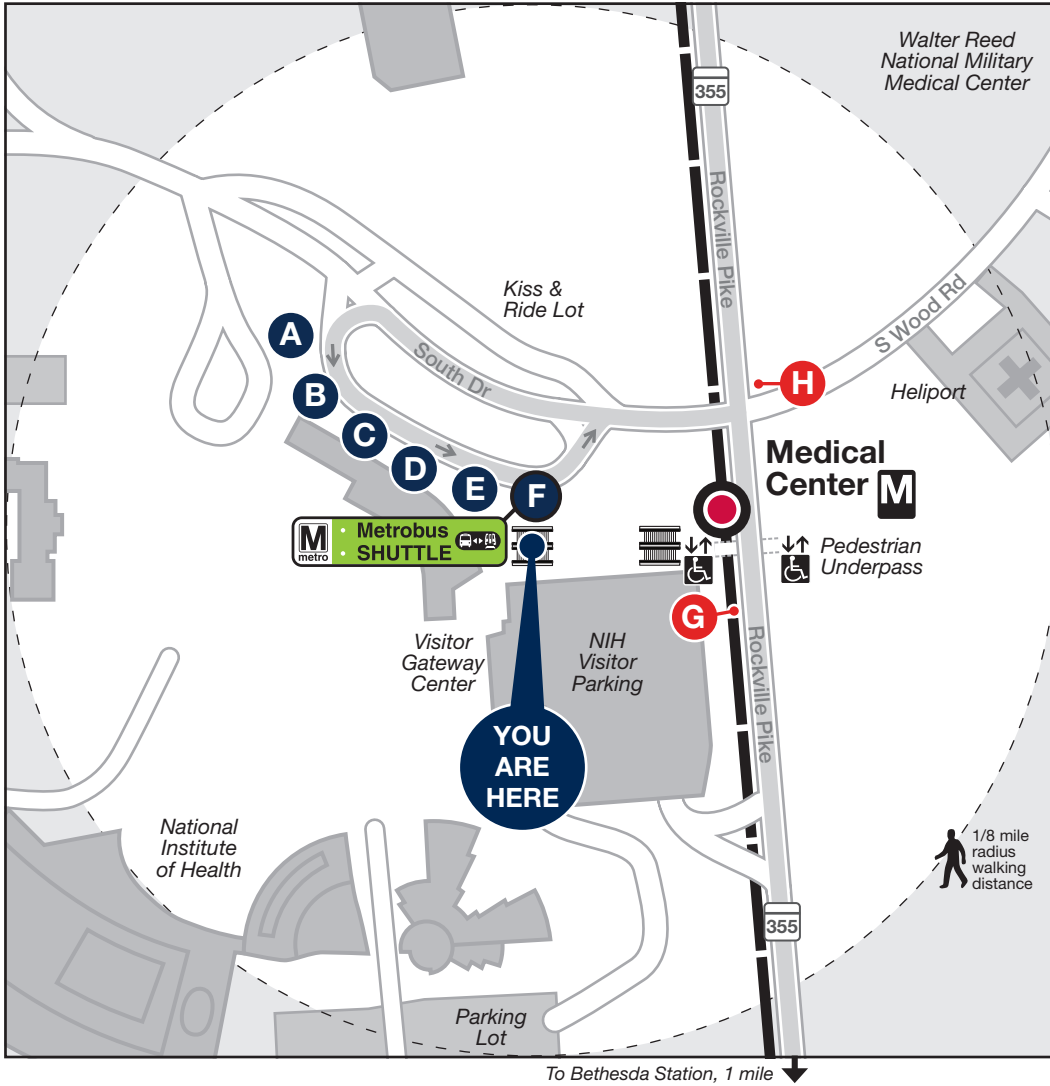 Walter Reed
National Military
Medical Center
355
Rockville Pike
Kiss &
Ride Lot
S Wood Rd
A
South Dr
H
B
Heliport
C
D
Medical
Center M
E
F
M
metro
· Metrobus
· SHUTTLE
Pedestrian
Underpass
G
Visitor
Gateway
Center
NIH
Visitor
Parking
Rockville Pike
YOU
ARE
HERE
National
Institute
of Health
1/8 mile
radius
walking
distance
355
Parking
Lot
To Bethesda Station, 1 mile